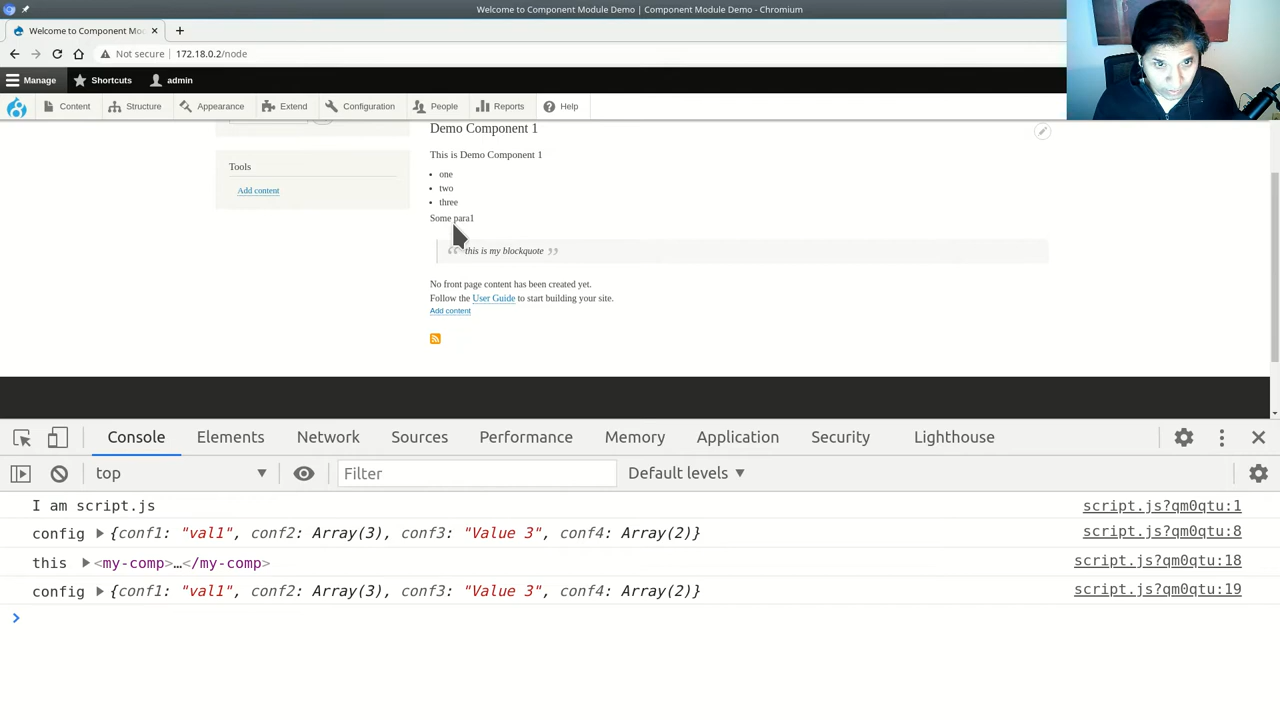 Welcome to Component Module Demo | Component Module Demo - Chromium
Welcome to Component Mo
Not secure | 172.18.0.2/node
Manage Shortcuts admin
Content Structure Appearance Extend Configuration People Reports Help
Demo Component 1
Tools
Add content
This is Demo Component 1
• one
• two
• three
Some para1
“ this is my blockquote ”
No front page content has been created yet.
Follow the User Guide to start building your site.
Add content
Console Elements Network Sources Performance Memory Application Security Lighthouse
top Filter Default levels
I am script.js script.js?qm0qtu:1
config {conf1: "val1", conf2: Array(3), conf3: "Value 3", conf4: Array(2)} script.js?qm0qtu:8
this <my-comp>…</my-comp> script.js?qm0qtu:18
config {conf1: "val1", conf2: Array(3), conf3: "Value 3", conf4: Array(2)} script.js?qm0qtu:19